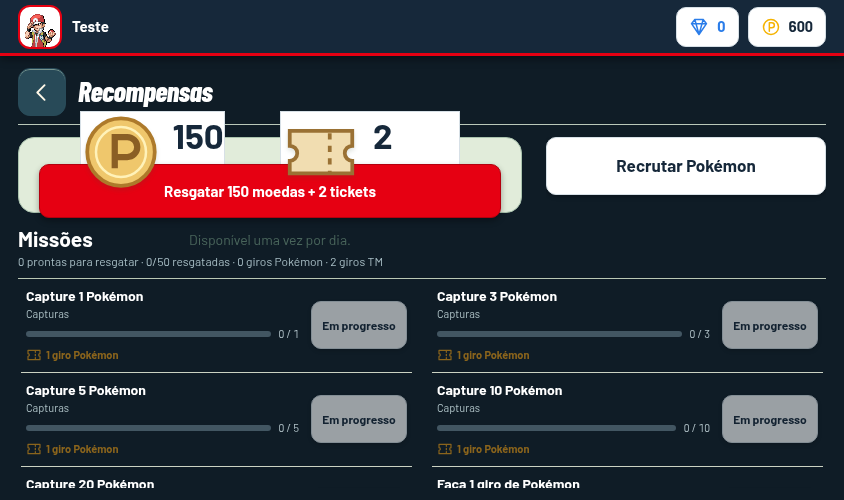 Teste
0
600
Recompensas
P
150
2
Resgatar 150 moedas + 2 tickets
Recrutar Pokémon
Missões
Disponível uma vez por dia.
0 prontas para resgatar · 0/50 resgatadas · 0 giros Pokémon · 2 giros TM
Capture 1 Pokémon
Capturas
0 / 1
Em progresso
1 giro Pokémon
Capture 3 Pokémon
Capturas
0 / 3
Em progresso
1 giro Pokémon
Capture 5 Pokémon
Capturas
0 / 5
Em progresso
1 giro Pokémon
Capture 10 Pokémon
Capturas
0 / 10
Em progresso
1 giro Pokémon
Capture 20 Pokémon
Faça 1 giro de Pokémon